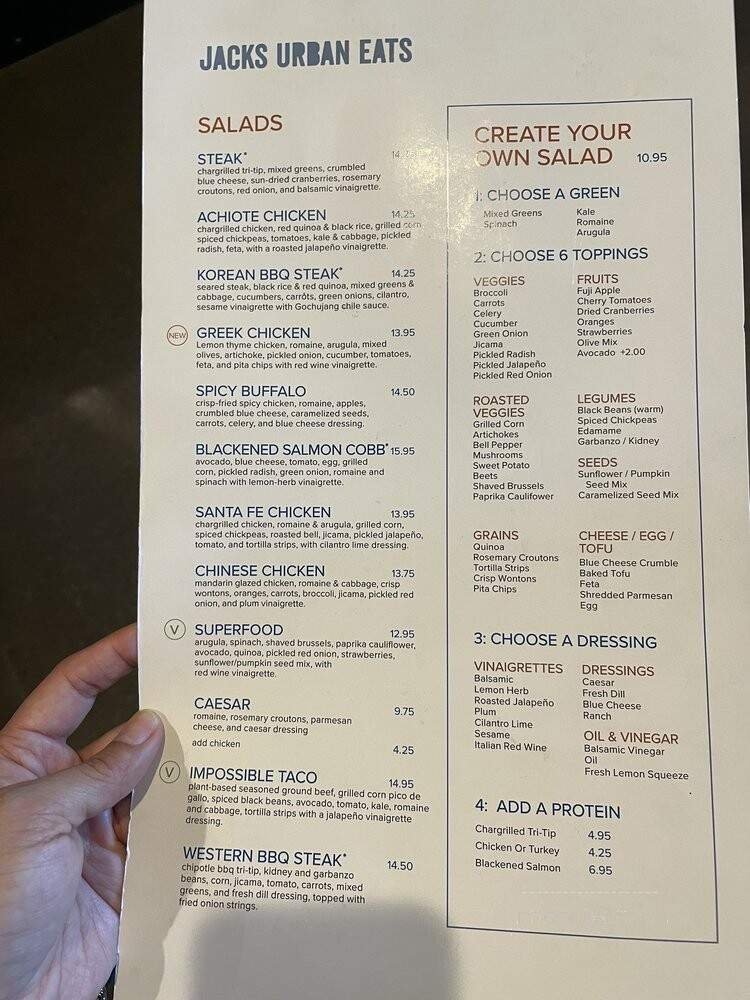 JACKS URBAN EATS
SALADS
STEAK*
chargrilled tri-tip, mixed greens, crumbled
blue cheese, sun-dried cranberries, rosemary
croutons, red onion, and balsamic vinaigrette.
ACHIOTE CHICKEN 14.25
chargrilled chicken, red quinoa & black rice, grilled corn
spiced chickpeas, tomatoes, kale & cabbage, pickled
radish, feta, with a roasted jalapeño vinaigrette.
KOREAN BBQ STEAK* 14.25
seared steak, black rice & red quinoa, mixed greens &
cabbage, cucumbers, carrots, green onions, cilantro,
sesame vinaigrette with Gochujang chile sauce.
NEW GREEK CHICKEN 13.95
Lemon thyme chicken, romaine, arugula, mixed
olives, artichoke, pickled onion, cucumber, tomatoes,
feta, and pita chips with red wine vinaigrette.
SPICY BUFFALO 14.50
crisp-fried spicy chicken, romaine, apples,
crumbled blue cheese, caramelized seeds,
carrots, celery, and blue cheese dressing.
BLACKENED SALMON COBB* 15.95
avocado, blue cheese, tomato, egg, grilled
corn, pickled radish, green onion, romaine and
spinach with lemon-herb vinaigrette.
SANTA FE CHICKEN 13.95
chargrilled chicken, romaine & arugula, grilled corn,
spiced chickpeas, roasted bell, jicama, pickled jalapeño,
tomato, and tortilla strips, with cilantro lime dressing.
CHINESE CHICKEN 13.75
mandarin glazed chicken, romaine & cabbage, crisp
wontons, oranges, carrots, broccoli, jicama, pickled red
onion, and plum vinaigrette.
V SUPERFOOD 12.95
arugula, spinach, shaved brussels, paprika cauliflower,
avocado, quinoa, pickled red onion, strawberries,
sunflower/pumpkin seed mix, with
red wine vinaigrette.
CAESAR 9.75
romaine, rosemary croutons, parmesan
cheese, and caesar dressing
add chicken 4.25
V IMPOSSIBLE TACO 14.95
plant-based seasoned ground beef, grilled corn pico de
gallo, spiced black beans, avocado, tomato, kale, romaine
and cabbage, tortilla strips with a jalapeño vinaigrette
dressing.
WESTERN BBQ STEAK* 14.50
chipotle bbq tri-tip, kidney and garbanzo
beans, corn, jicama, tomato, carrots, mixed
greens, and fresh dill dressing, topped with
fried onion strings.
CREATE YOUR
OWN SALAD 10.95
1: CHOOSE A GREEN
Mixed Greens
Spinach
Kale
Romaine
Arugula
2: CHOOSE 6 TOPPINGS
VEGGIES
Broccoli
Carrots
Celery
Cucumber
Green Onion
Jicama
Pickled Radish
Pickled Jalapeño
Pickled Red Onion
FRUITS
Fuji Apple
Cherry Tomatoes
Dried Cranberries
Oranges
Strawberries
Olive Mix
Avocado +2.00
ROASTED
VEGGIES
Grilled Corn
Artichokes
Bell Pepper
Mushrooms
Sweet Potato
Beets
Shaved Brussels
Paprika Caulifower
LEGUMES
Black Beans (warm)
Spiced Chickpeas
Edamame
Garbanzo / Kidney
SEEDS
Sunflower / Pumpkin
Seed Mix
Caramelized Seed Mix
GRAINS
Quinoa
Rosemary Croutons
Tortilla Strips
Crisp Wontons
Pita Chips
CHEESE / EGG /
TOFU
Blue Cheese Crumble
Baked Tofu
Feta
Shredded Parmesan
Egg
3: CHOOSE A DRESSING
VINAIGRETTES
Balsamic
Lemon Herb
Roasted Jalapeño
Plum
Cilantro Lime
Sesame
Italian Red Wine
DRESSINGS
Caesar
Fresh Dill
Blue Cheese
Ranch
OIL & VINEGAR
Balsamic Vinegar
Oil
Fresh Lemon Squeeze
4: ADD A PROTEIN
Chargrilled Tri-Tip 4.95
Chicken Or Turkey 4.25
Blackened Salmon 6.95